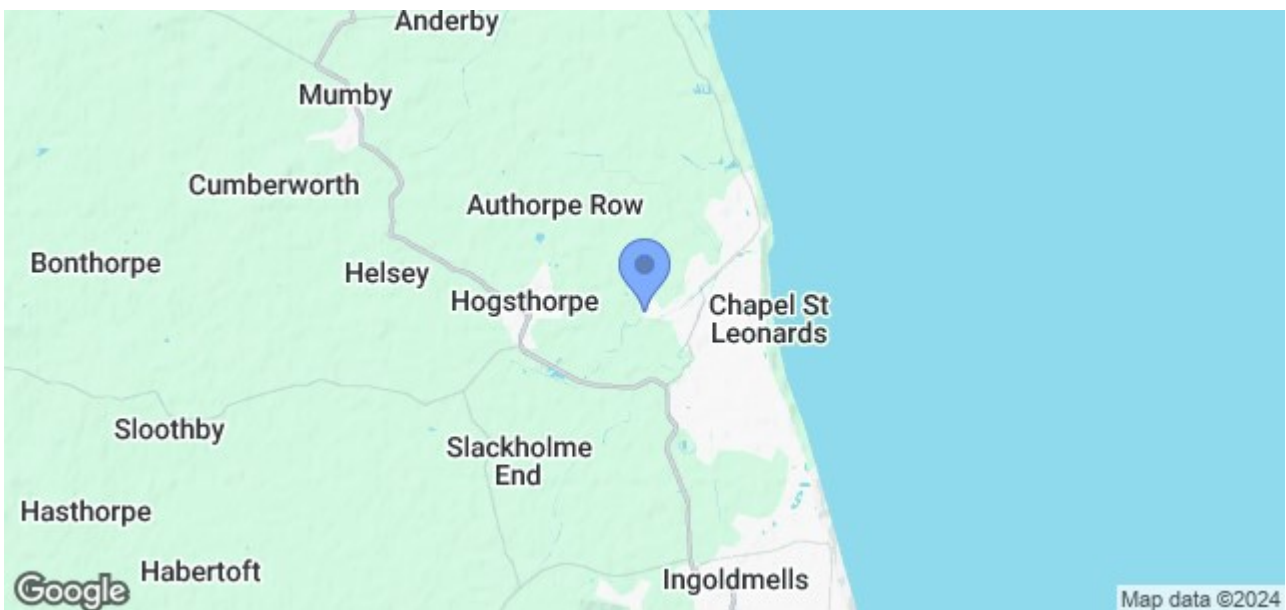 Anderby
Mumby
Cumberworth
Authorpe Row
Bonthorpe
Helsey
Hogsthorpe
Chapel St
Leonards
Sloothby
Slackholme
End
Hasthorpe
Habertoft
Ingoldmells
Google
Map data ©2024